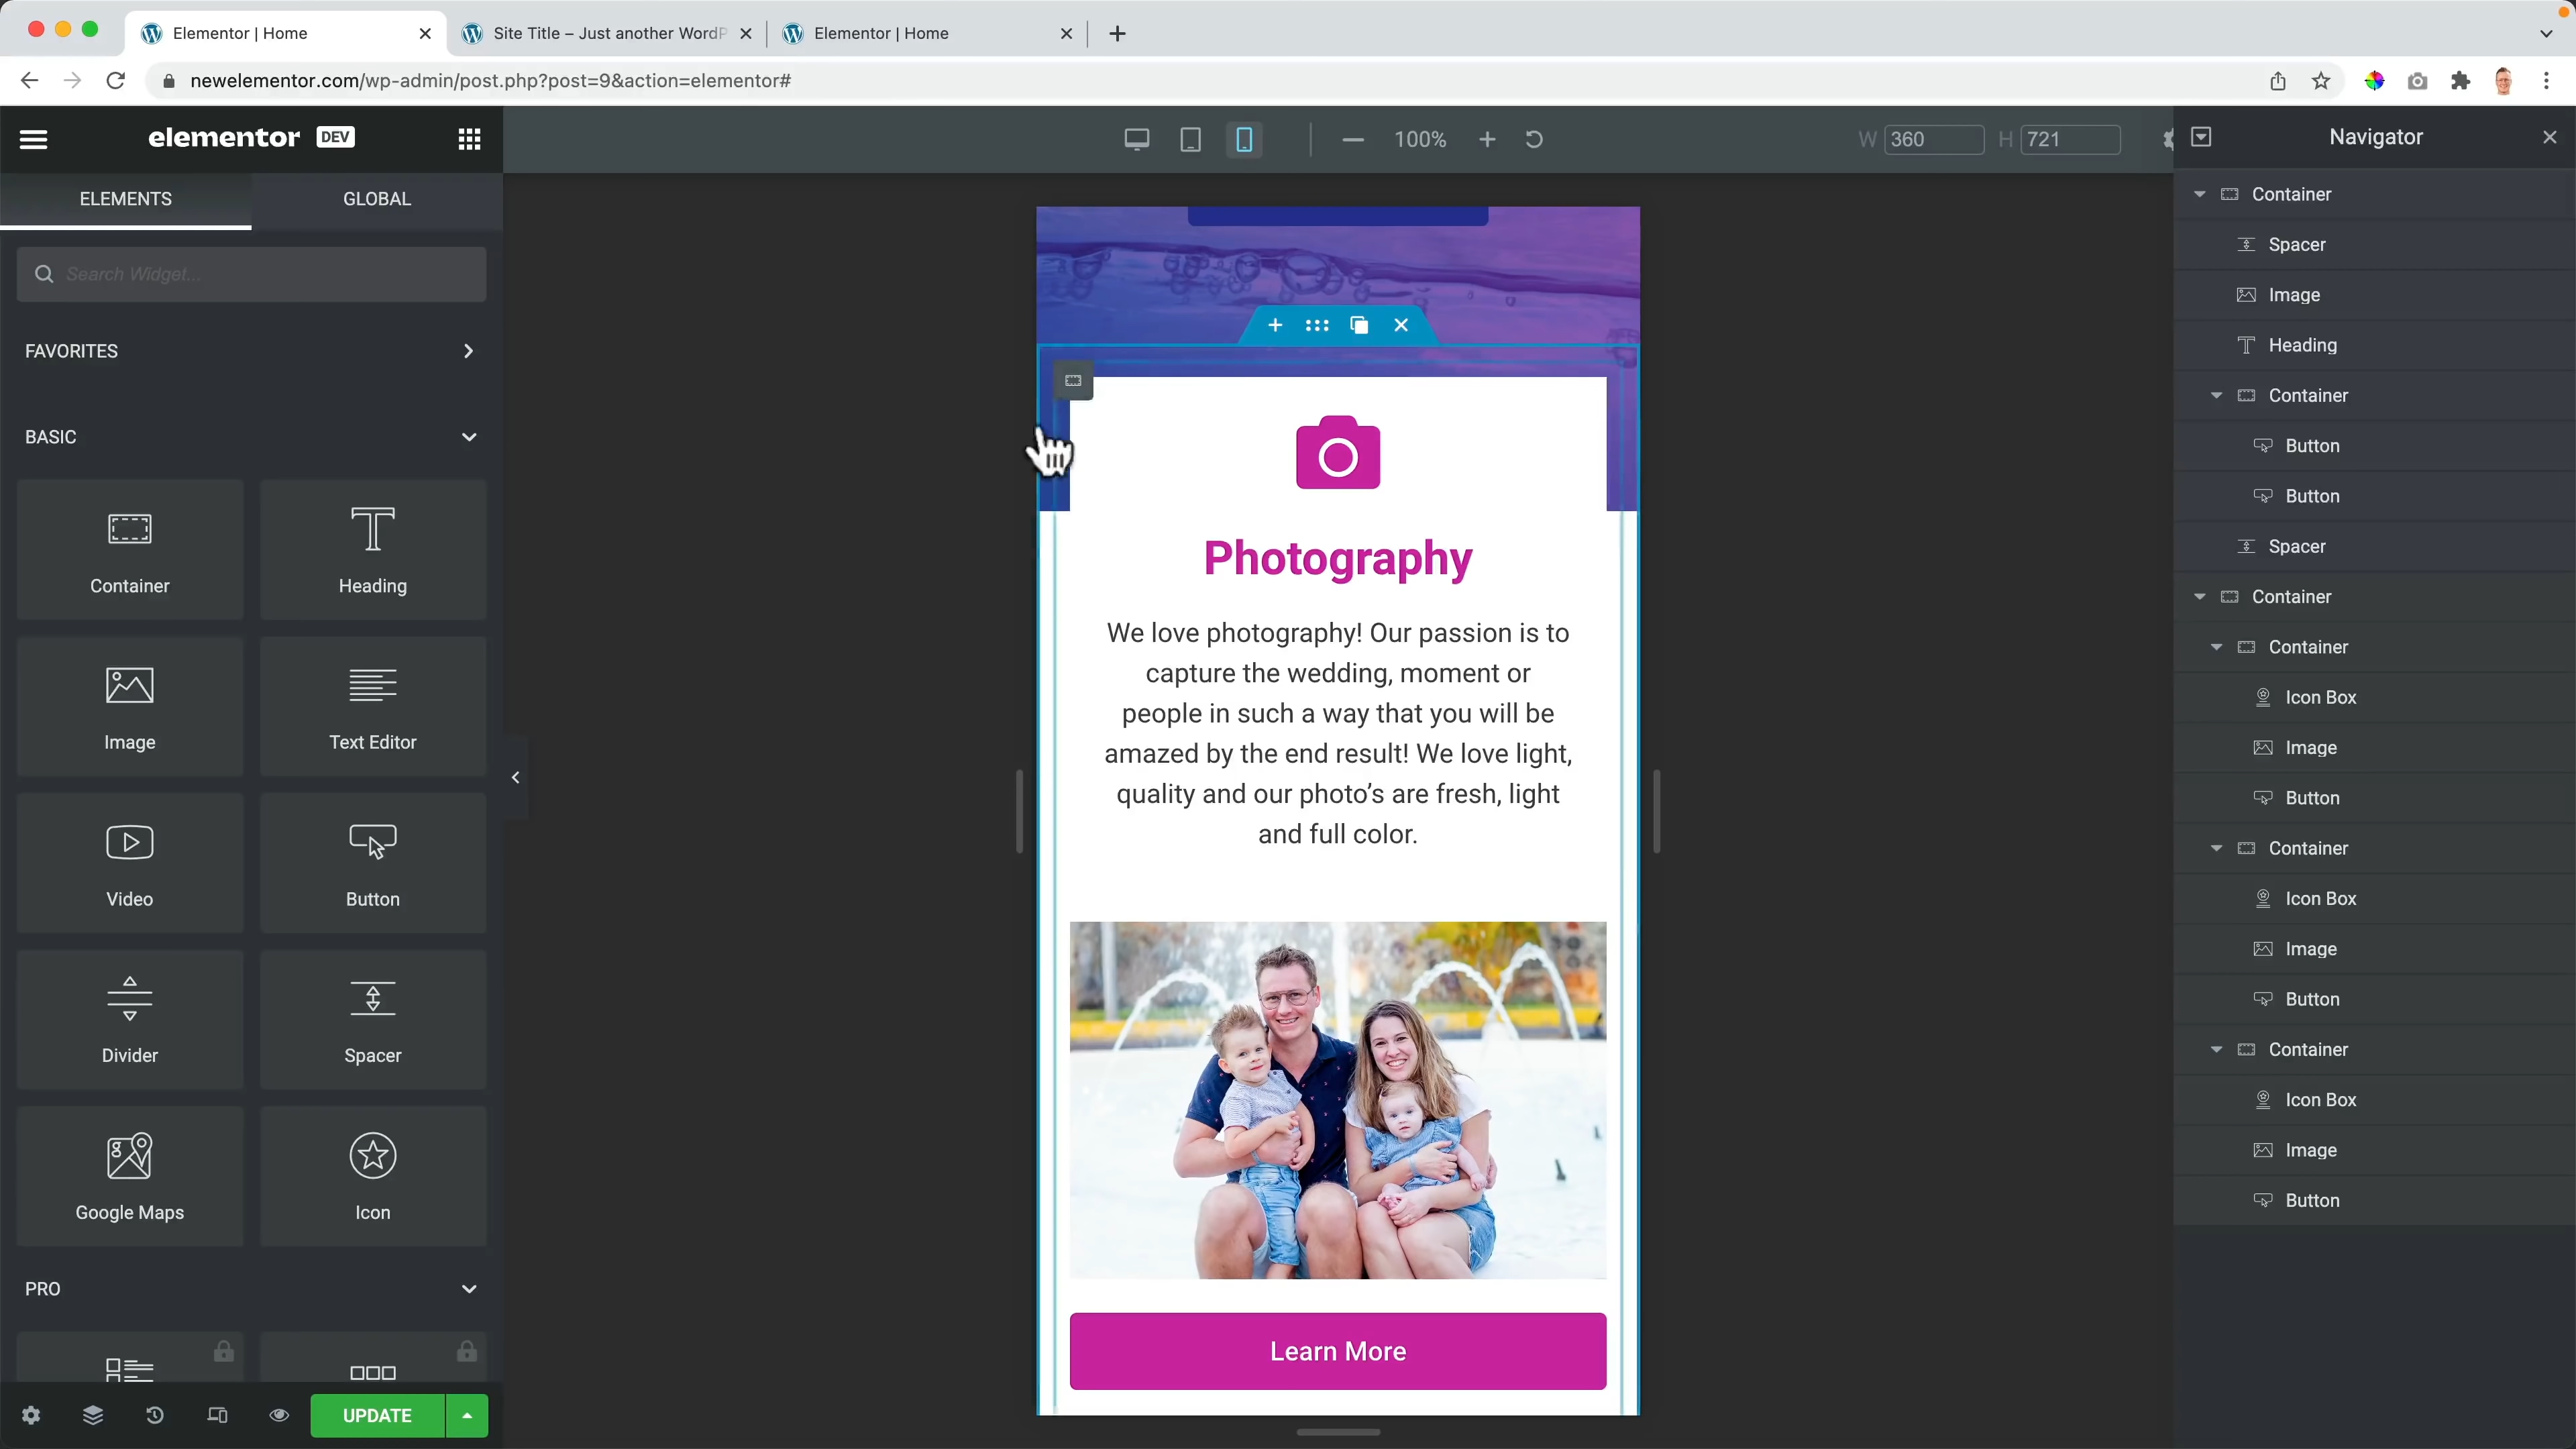 Elementor | Home
Site Title – Just another WordP
Elementor | Home
newelementor.com/wp-admin/post.php?post=9&action=elementor#
elementor DEV
100%
W 360
H 721
Navigator
ELEMENTS
GLOBAL
Search Widget...
FAVORITES
BASIC
Container
Heading
Image
Text Editor
Video
Button
Divider
Spacer
Google Maps
Icon
PRO
UPDATE
Photography
We love photography! Our passion is to
capture the wedding, moment or
people in such a way that you will be
amazed by the end result! We love light,
quality and our photo’s are fresh, light
and full color.
Learn More
Container
Spacer
Image
Heading
Container
Button
Button
Spacer
Container
Container
Icon Box
Image
Button
Container
Icon Box
Image
Button
Container
Icon Box
Image
Button